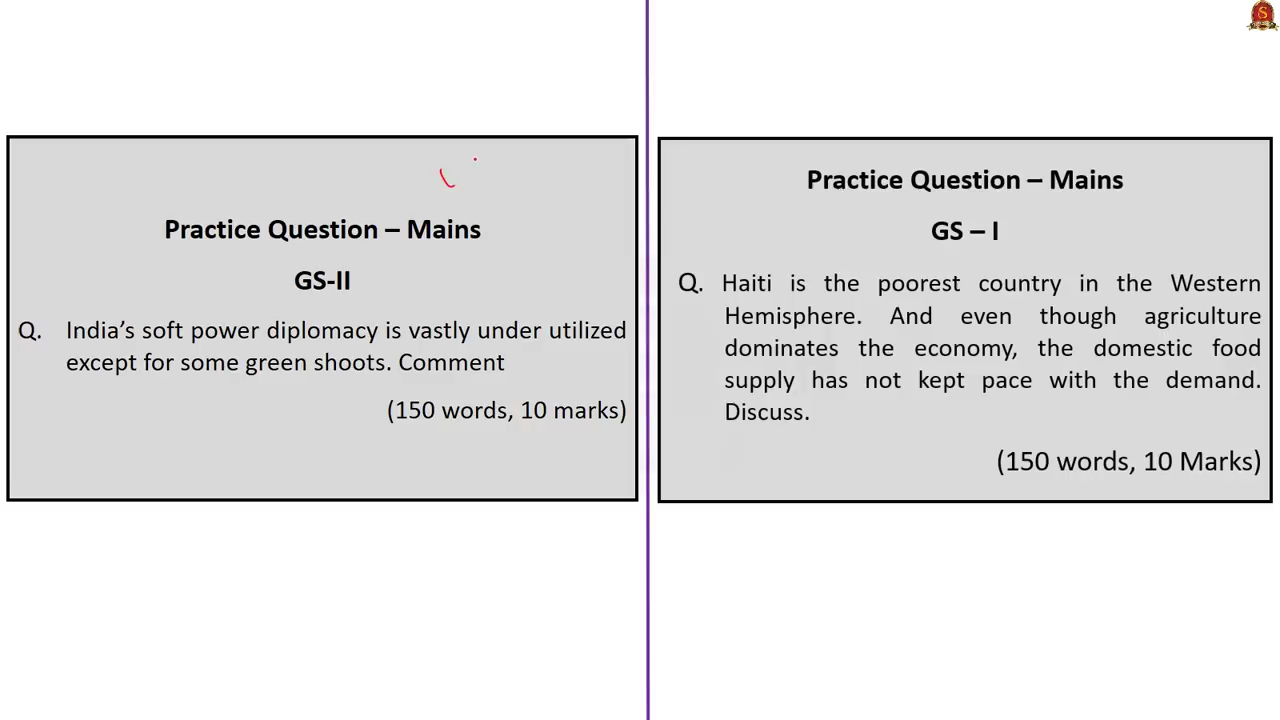 Practice Question – Mains
GS-II
Q. India’s soft power diplomacy is vastly under utilized
except for some green shoots. Comment
(150 words, 10 marks)
Practice Question – Mains
GS – I
Q. Haiti is the poorest country in the Western
Hemisphere. And even though agriculture
dominates the economy, the domestic food
supply has not kept pace with the demand.
Discuss.
(150 words, 10 Marks)
S